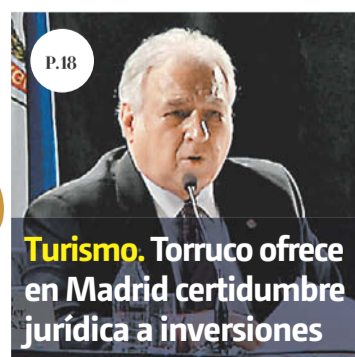 P.18
Turismo. Torruco ofrece
en Madrid certidumbre
jurídica a inversiones